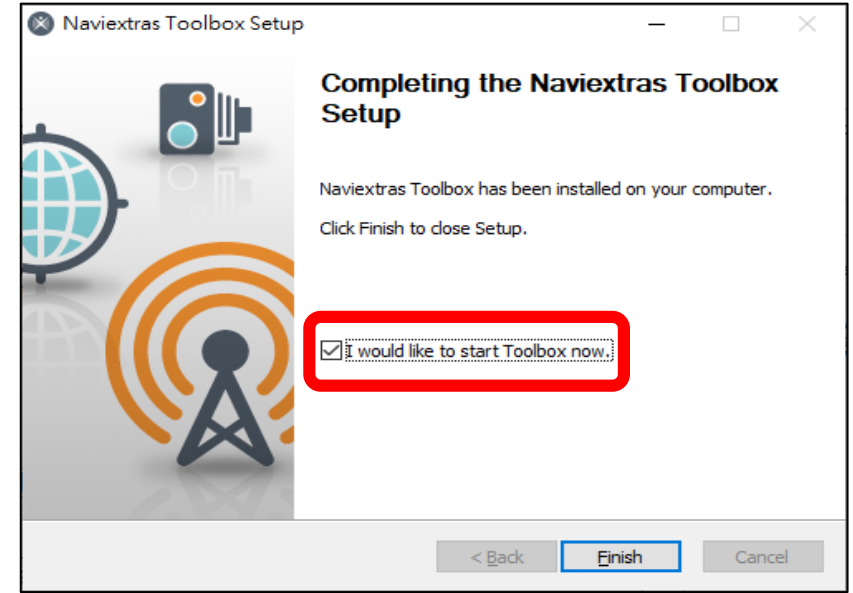 Naviextras Toolbox Setup
Completing the Naviextras Toolbox
Setup
Naviextras Toolbox has been installed on your computer.
Click Finish to close Setup.
I would like to start Toolbox now.
< Back
Finish
Cancel